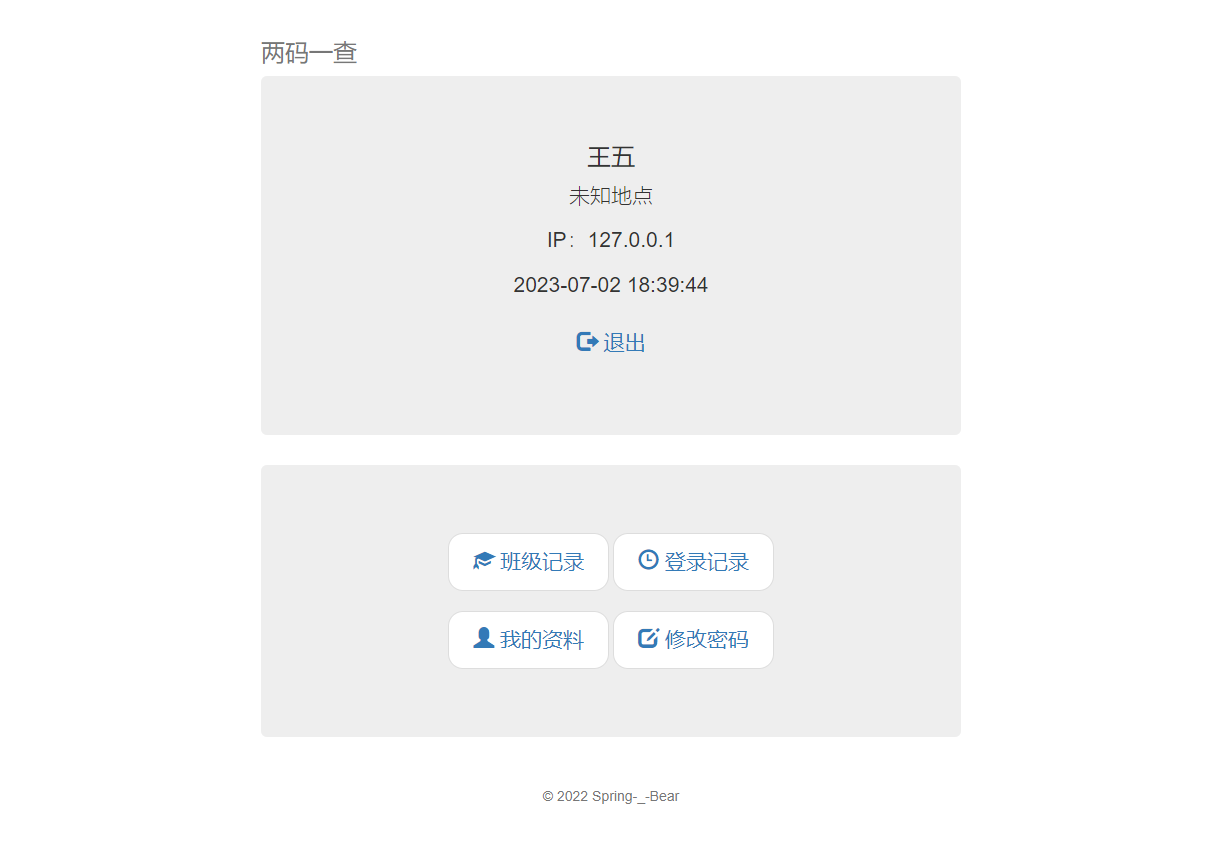 两码一查
王五
未知地点
IP：127.0.0.1
2023-07-02 18:39:44
退出
班级记录 登录记录
我的资料 修改密码
© 2022 Spring-_-Bear